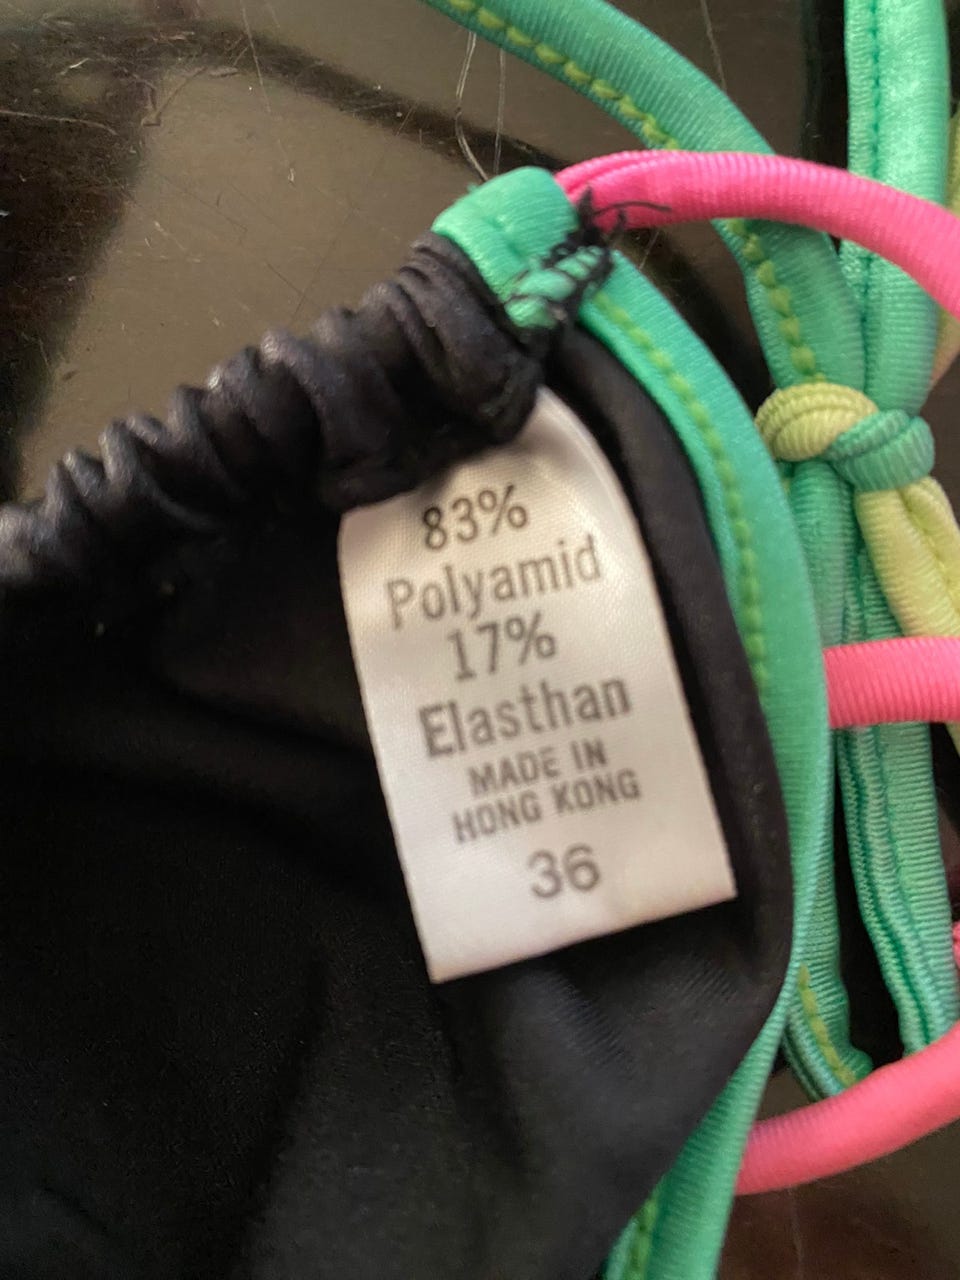 83%
Polyamid
17%
Elasthan
MADE IN
HONG KONG
36